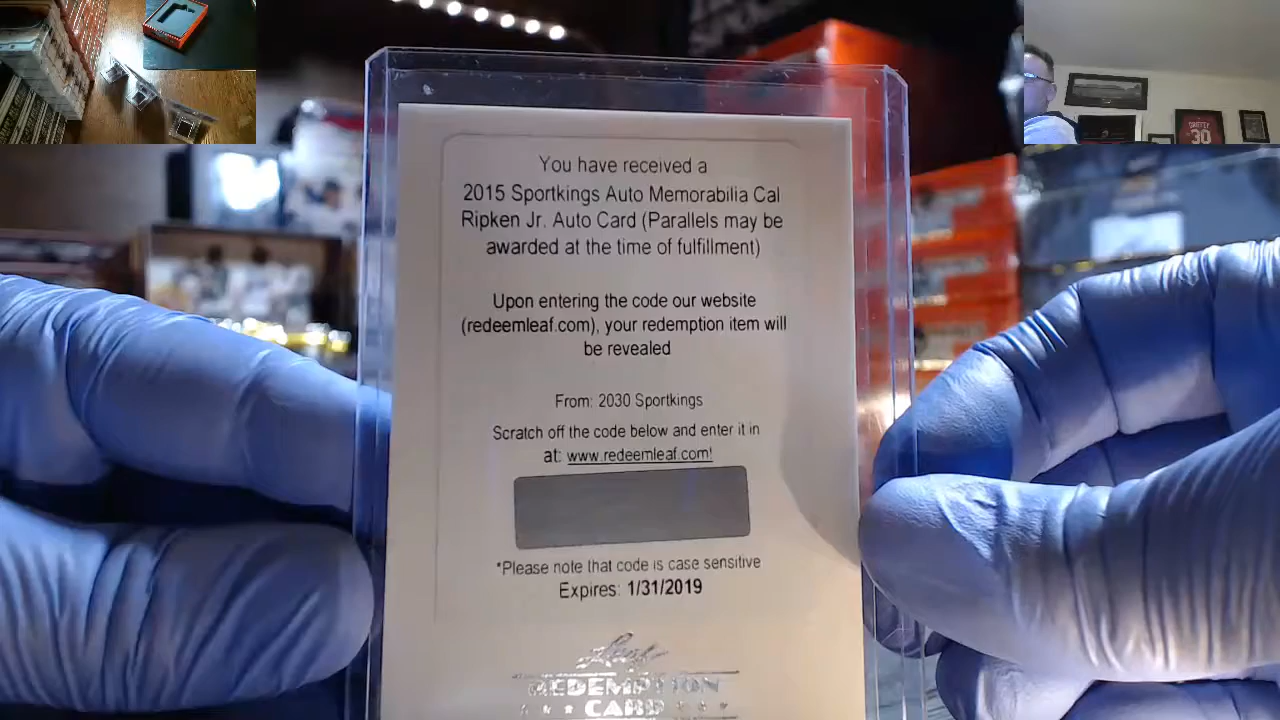 You have received a
2015 Sportkings Auto Memorabilia Cal
Ripken Jr. Auto Card (Parallels may be
awarded at the time of fulfillment)
Upon entering the code our website
(redeemleaf.com), your redemption item will
be revealed
From: 2030 Sportkings
Scratch off the code below and enter it in
at: www.redeemleaf.com!
*Please note that code is case sensitive
Expires: 1/31/2019
Leaf
REDEMPTION
CARD
30